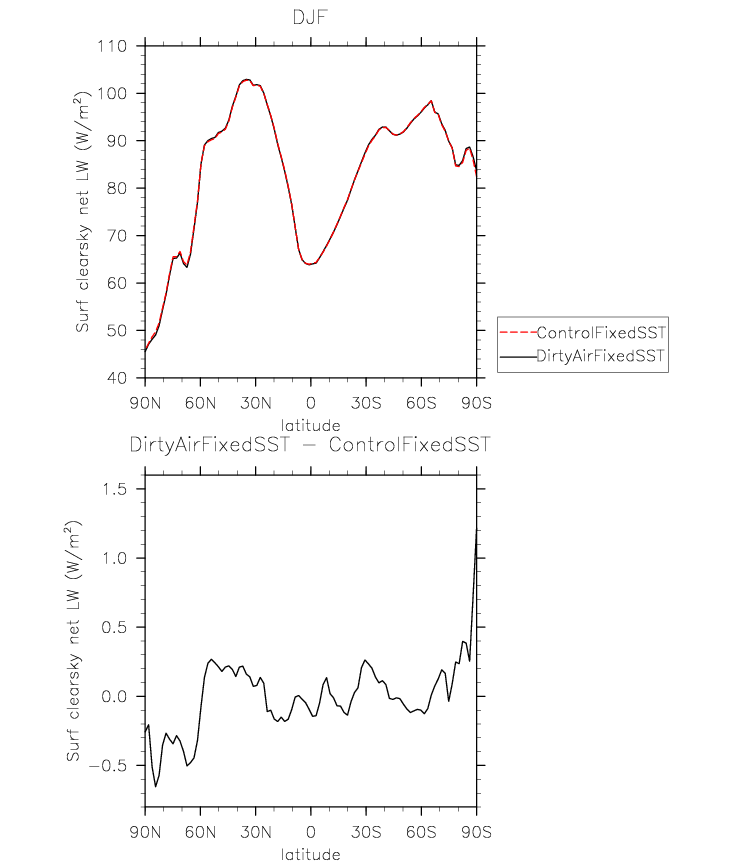 DJF
110
100
90
80
70
60
50
40
Surf clearsky net LW (W/m²)
90N 60N 30N 0 30S 60S 90S
latitude
ControlFixedSST
DirtyAirFixedSST
DirtyAirFixedSST − ControlFixedSST
1.5
1.0
0.5
0.0
−0.5
Surf clearsky net LW (W/m²)
90N 60N 30N 0 30S 60S 90S
latitude